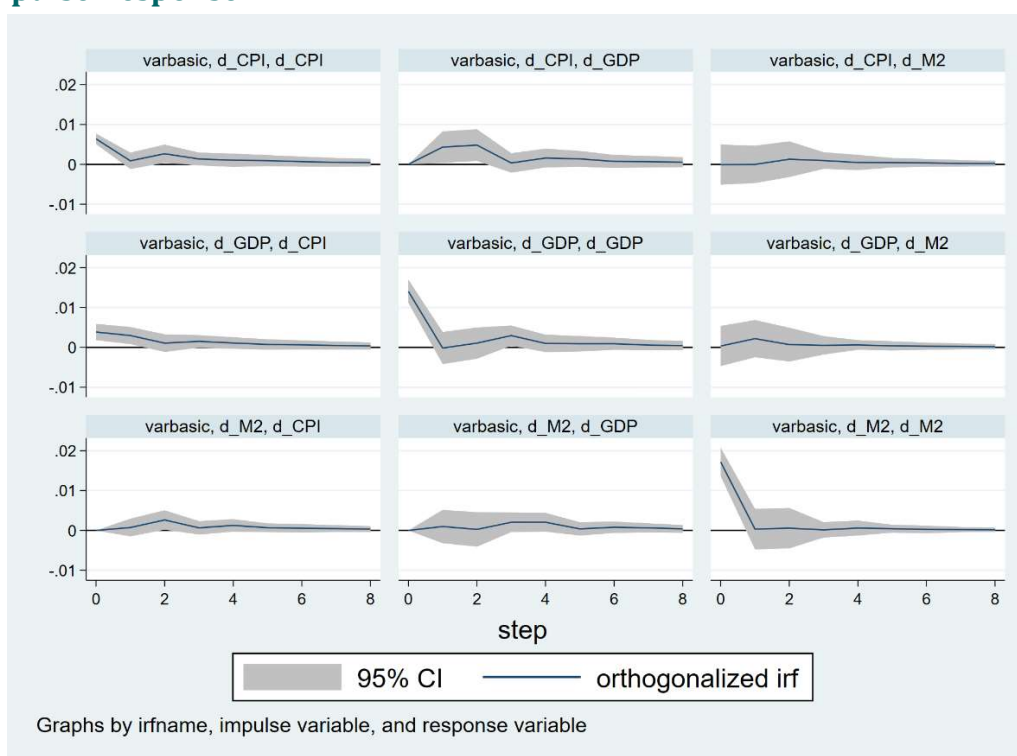 varbasic, d_CPI, d_CPI
varbasic, d_CPI, d_GDP
varbasic, d_CPI, d_M2
.02
.01
0
-.01
varbasic, d_GDP, d_CPI
varbasic, d_GDP, d_GDP
varbasic, d_GDP, d_M2
.02
.01
0
-.01
varbasic, d_M2, d_CPI
varbasic, d_M2, d_GDP
varbasic, d_M2, d_M2
.02
.01
0
-.01
0 2 4 6 8
0 2 4 6 8
0 2 4 6 8
step
95% CI
orthogonalized irf
Graphs by irfname, impulse variable, and response variable